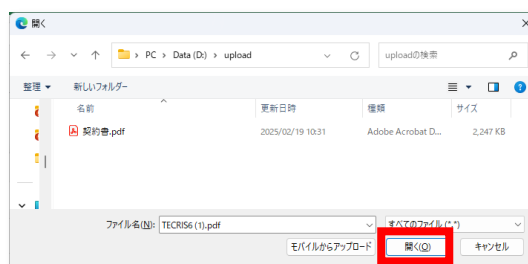 開く
PC > Data (D:) > upload
uploadの検索
整理 新しいフォルダー
名前 更新日時 種類 サイズ
契約書.pdf 2025/02/19 10:31 Adobe Acrobat D... 2,247 KB
ファイル名(N): TECRIS6 (1).pdf すべてのファイル (*.*)
モバイルからアップロード 開く(O) キャンセル